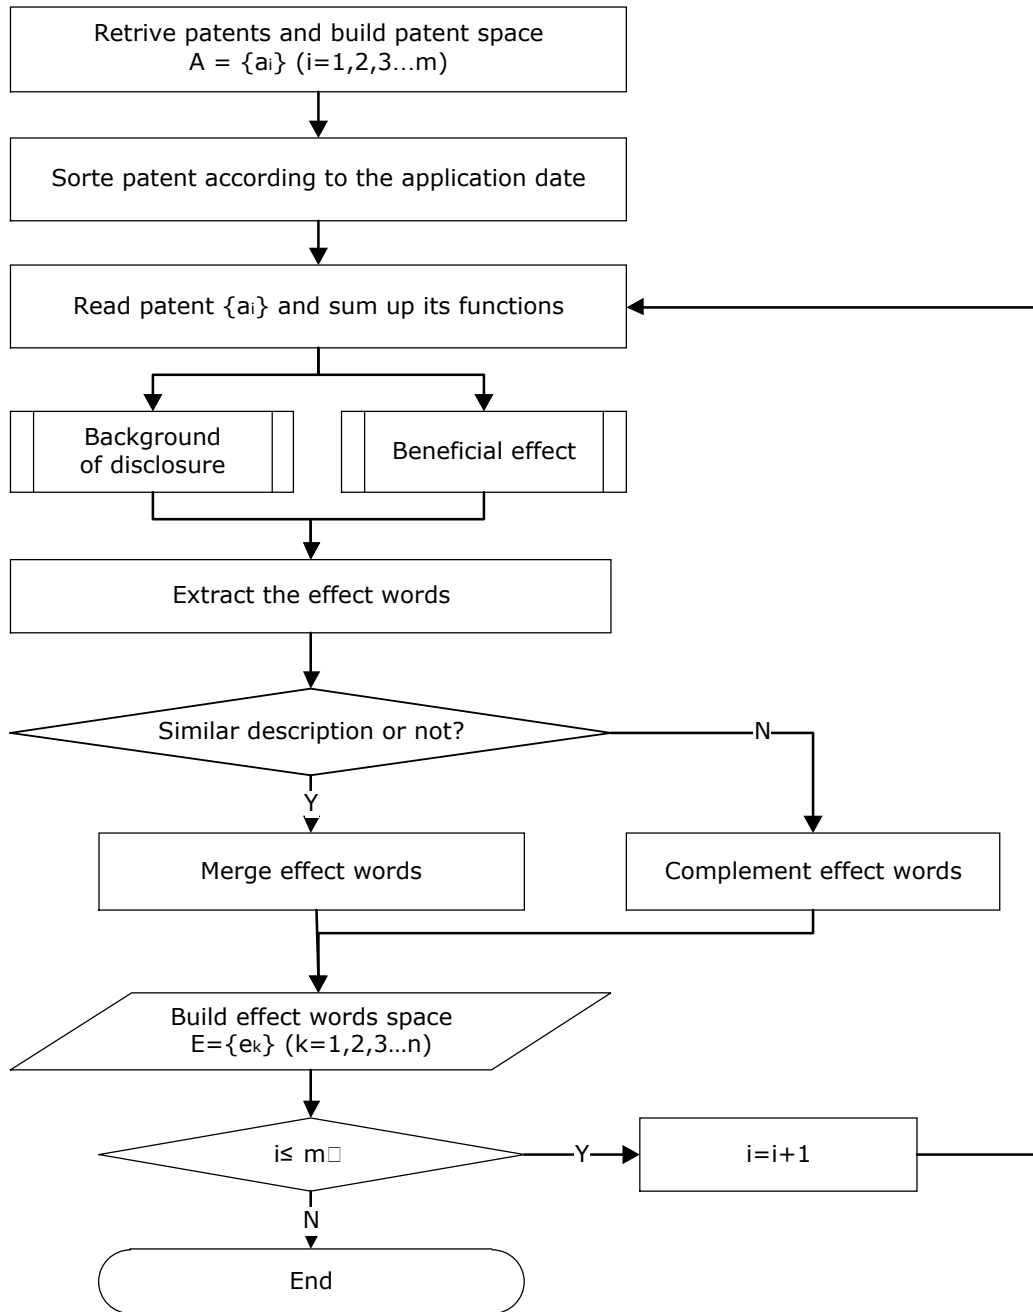 Retrive patents and build patent space
A = {ai} (i=1,2,3…m)
Sorte patent according to the application date
Read patent {ai} and sum up its functions
Background
of disclosure
Beneficial effect
Extract the effect words
Similar description or not?
N
Y
Merge effect words
Complement effect words
Build effect words space
E={ek} (k=1,2,3…n)
i≤ m□
Y
i=i+1
N
End